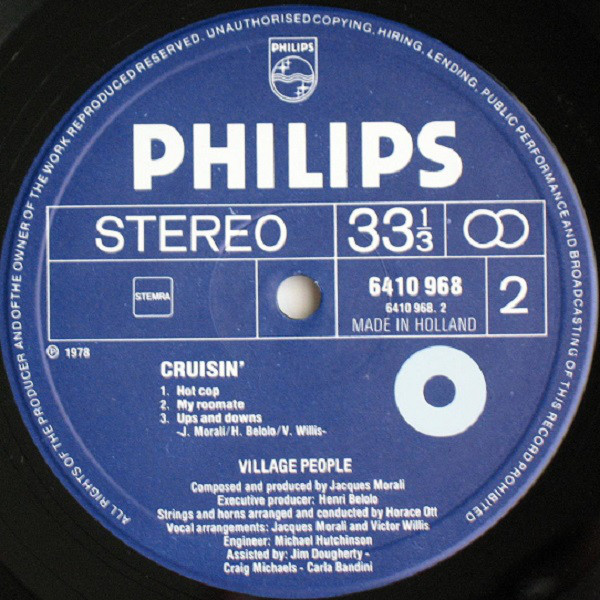 ALL RIGHTS OF THE PRODUCER AND OF THE OWNER OF THE WORK REPRODUCED RESERVED. UNAUTHORISED COPYING, HIRING, LENDING, PUBLIC PERFORMANCE AND BROADCASTING OF THIS RECORD PROHIBITED
PHILIPS
PHILIPS
STEREO 33 1/3
STEMRA 6410 968 2
6410 968. 2
MADE IN HOLLAND
℗ 1978
CRUISIN'
1. Hot cop
2. My roomate
3. Ups and downs
-J. Morali/H. Belolo/V. Willis-
VILLAGE PEOPLE
Composed and produced by Jacques Morali
Executive producer: Henri Belolo
Strings and horns arranged and conducted by Horace Ott
Vocal arrangements: Jacques Morali and Victor Willis
Engineer: Michael Hutchinson
Assisted by: Jim Dougherty -
Craig Michaels - Carla Bandini